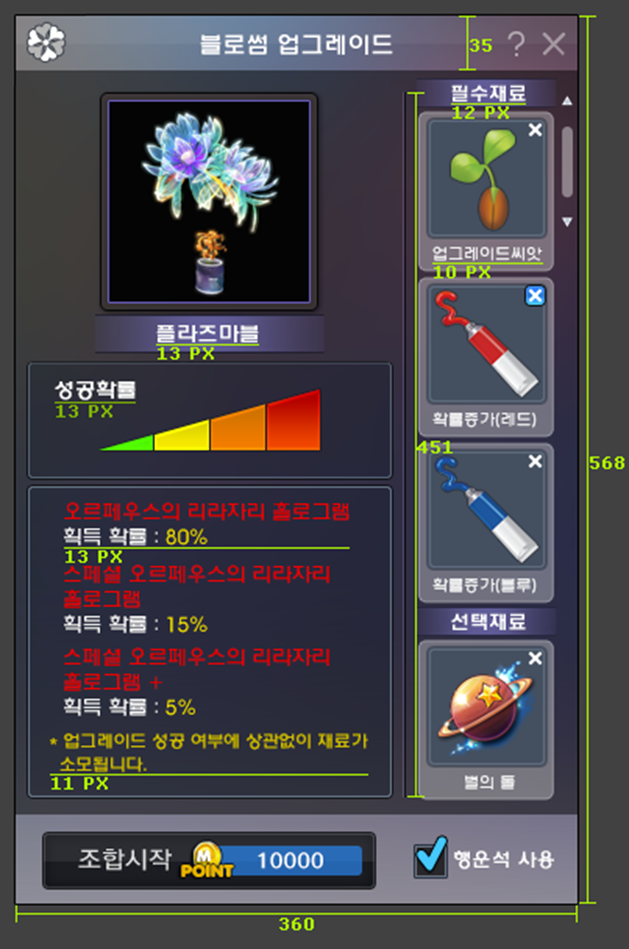 블로썸 업그레이드
35
?
필수재료
12 PX
업그레이드씨앗
10 PX
플라즈마블
13 PX
성공확률
13 PX
확률증가(레드)
451
568
오르페우스의 리라자리 홀로그램
획득 확률 : 80%
13 PX
스페셜 오르페우스의 리라자리
홀로그램
획득 확률 : 15%
스페셜 오르페우스의 리라자리
홀로그램 +
획득 확률 : 5%
* 업그레이드 성공 여부에 상관없이 재료가
소모됩니다.
11 PX
확률증가(블루)
선택재료
별의 돌
조합시작
M
POINT
10000
행운석 사용
360